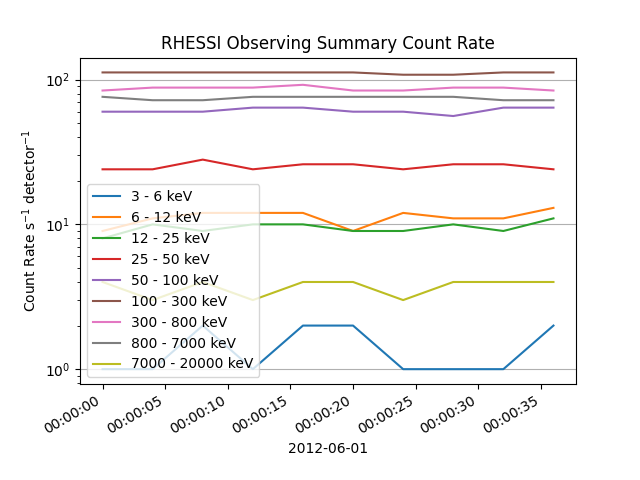 RHESSI Observing Summary Count Rate
Count Rate s⁻¹ detector⁻¹
10²
10¹
10⁰
3 - 6 keV
6 - 12 keV
12 - 25 keV
25 - 50 keV
50 - 100 keV
100 - 300 keV
300 - 800 keV
800 - 7000 keV
7000 - 20000 keV
00:00:00
00:00:05
00:00:10
00:00:15
00:00:20
00:00:25
00:00:30
00:00:35
2012-06-01